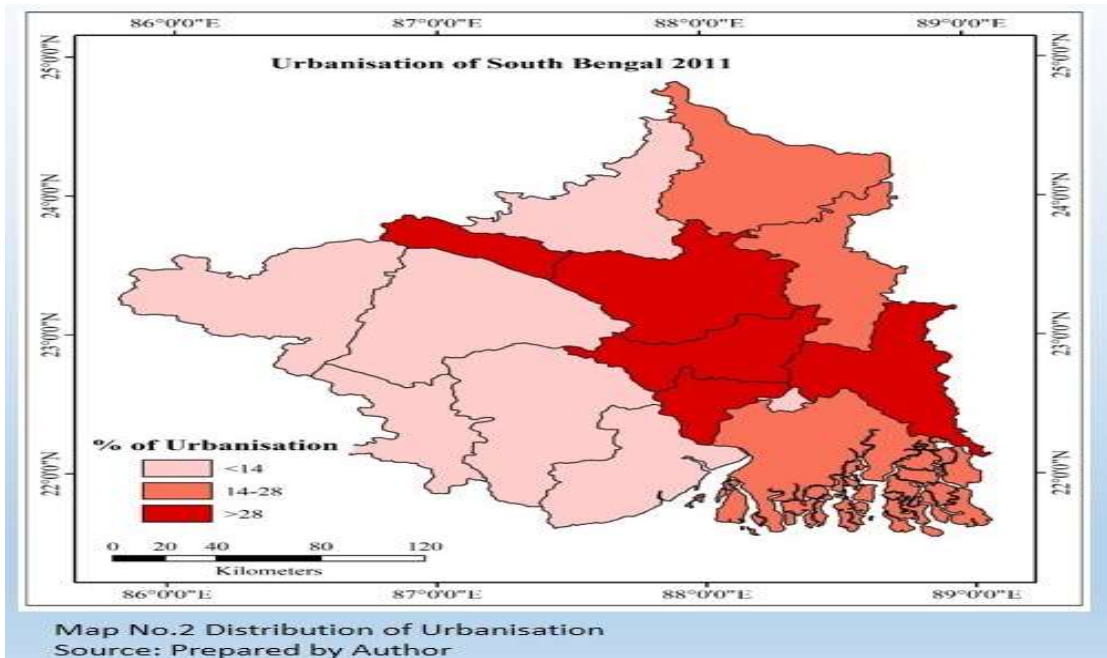 86°0'0"E 87°0'0"E 88°0'0"E 89°0'0"E
Urbanisation of South Bengal 2011
25°0'0"N 25°0'0"N
24°0'0"N 24°0'0"N
23°0'0"N 23°0'0"N
22°0'0"N 22°0'0"N
% of Urbanisation
<14
14-28
>28
0 20 40 80 120
Kilometers
86°0'0"E 87°0'0"E 88°0'0"E 89°0'0"E
Map No.2 Distribution of Urbanisation
Source: Prepared by Author